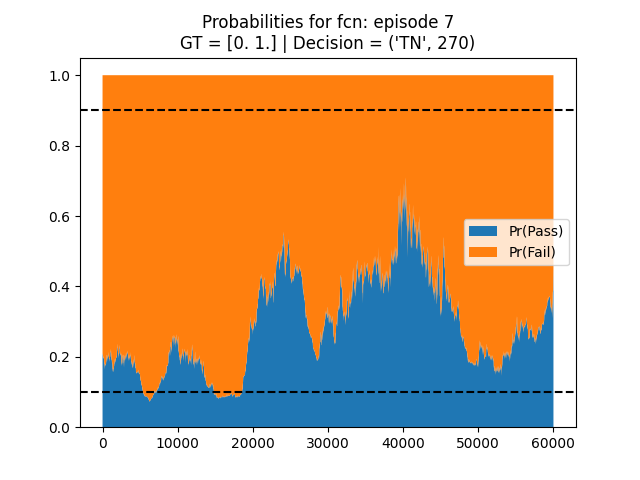 Probabilities for fcn: episode 7
GT = [0. 1.] | Decision = ('TN', 270)
1.0
0.8
0.6
0.4
0.2
0.0
Pr(Pass)
Pr(Fail)
0 10000 20000 30000 40000 50000 60000